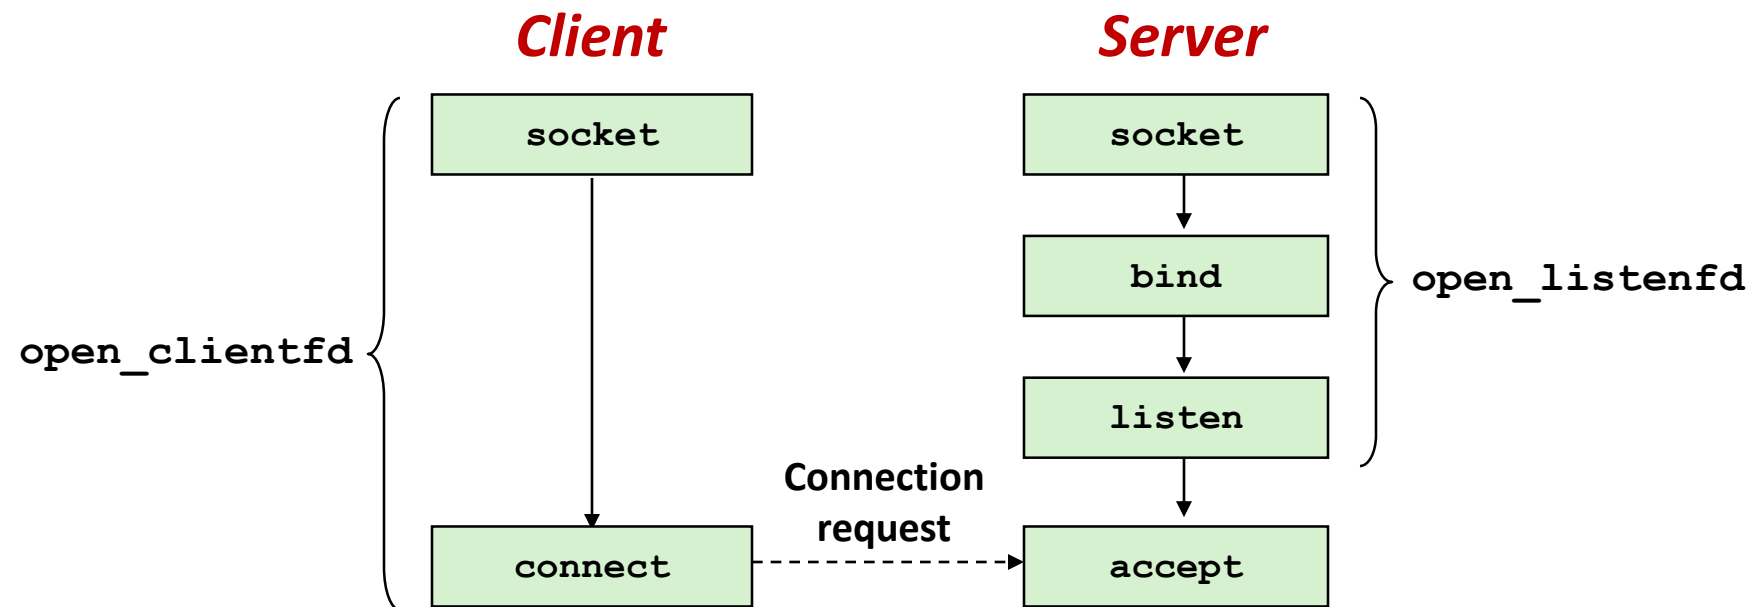 Client
Server
socket
socket
bind
open_listenfd
open_clientfd
listen
Connection
request
connect
accept